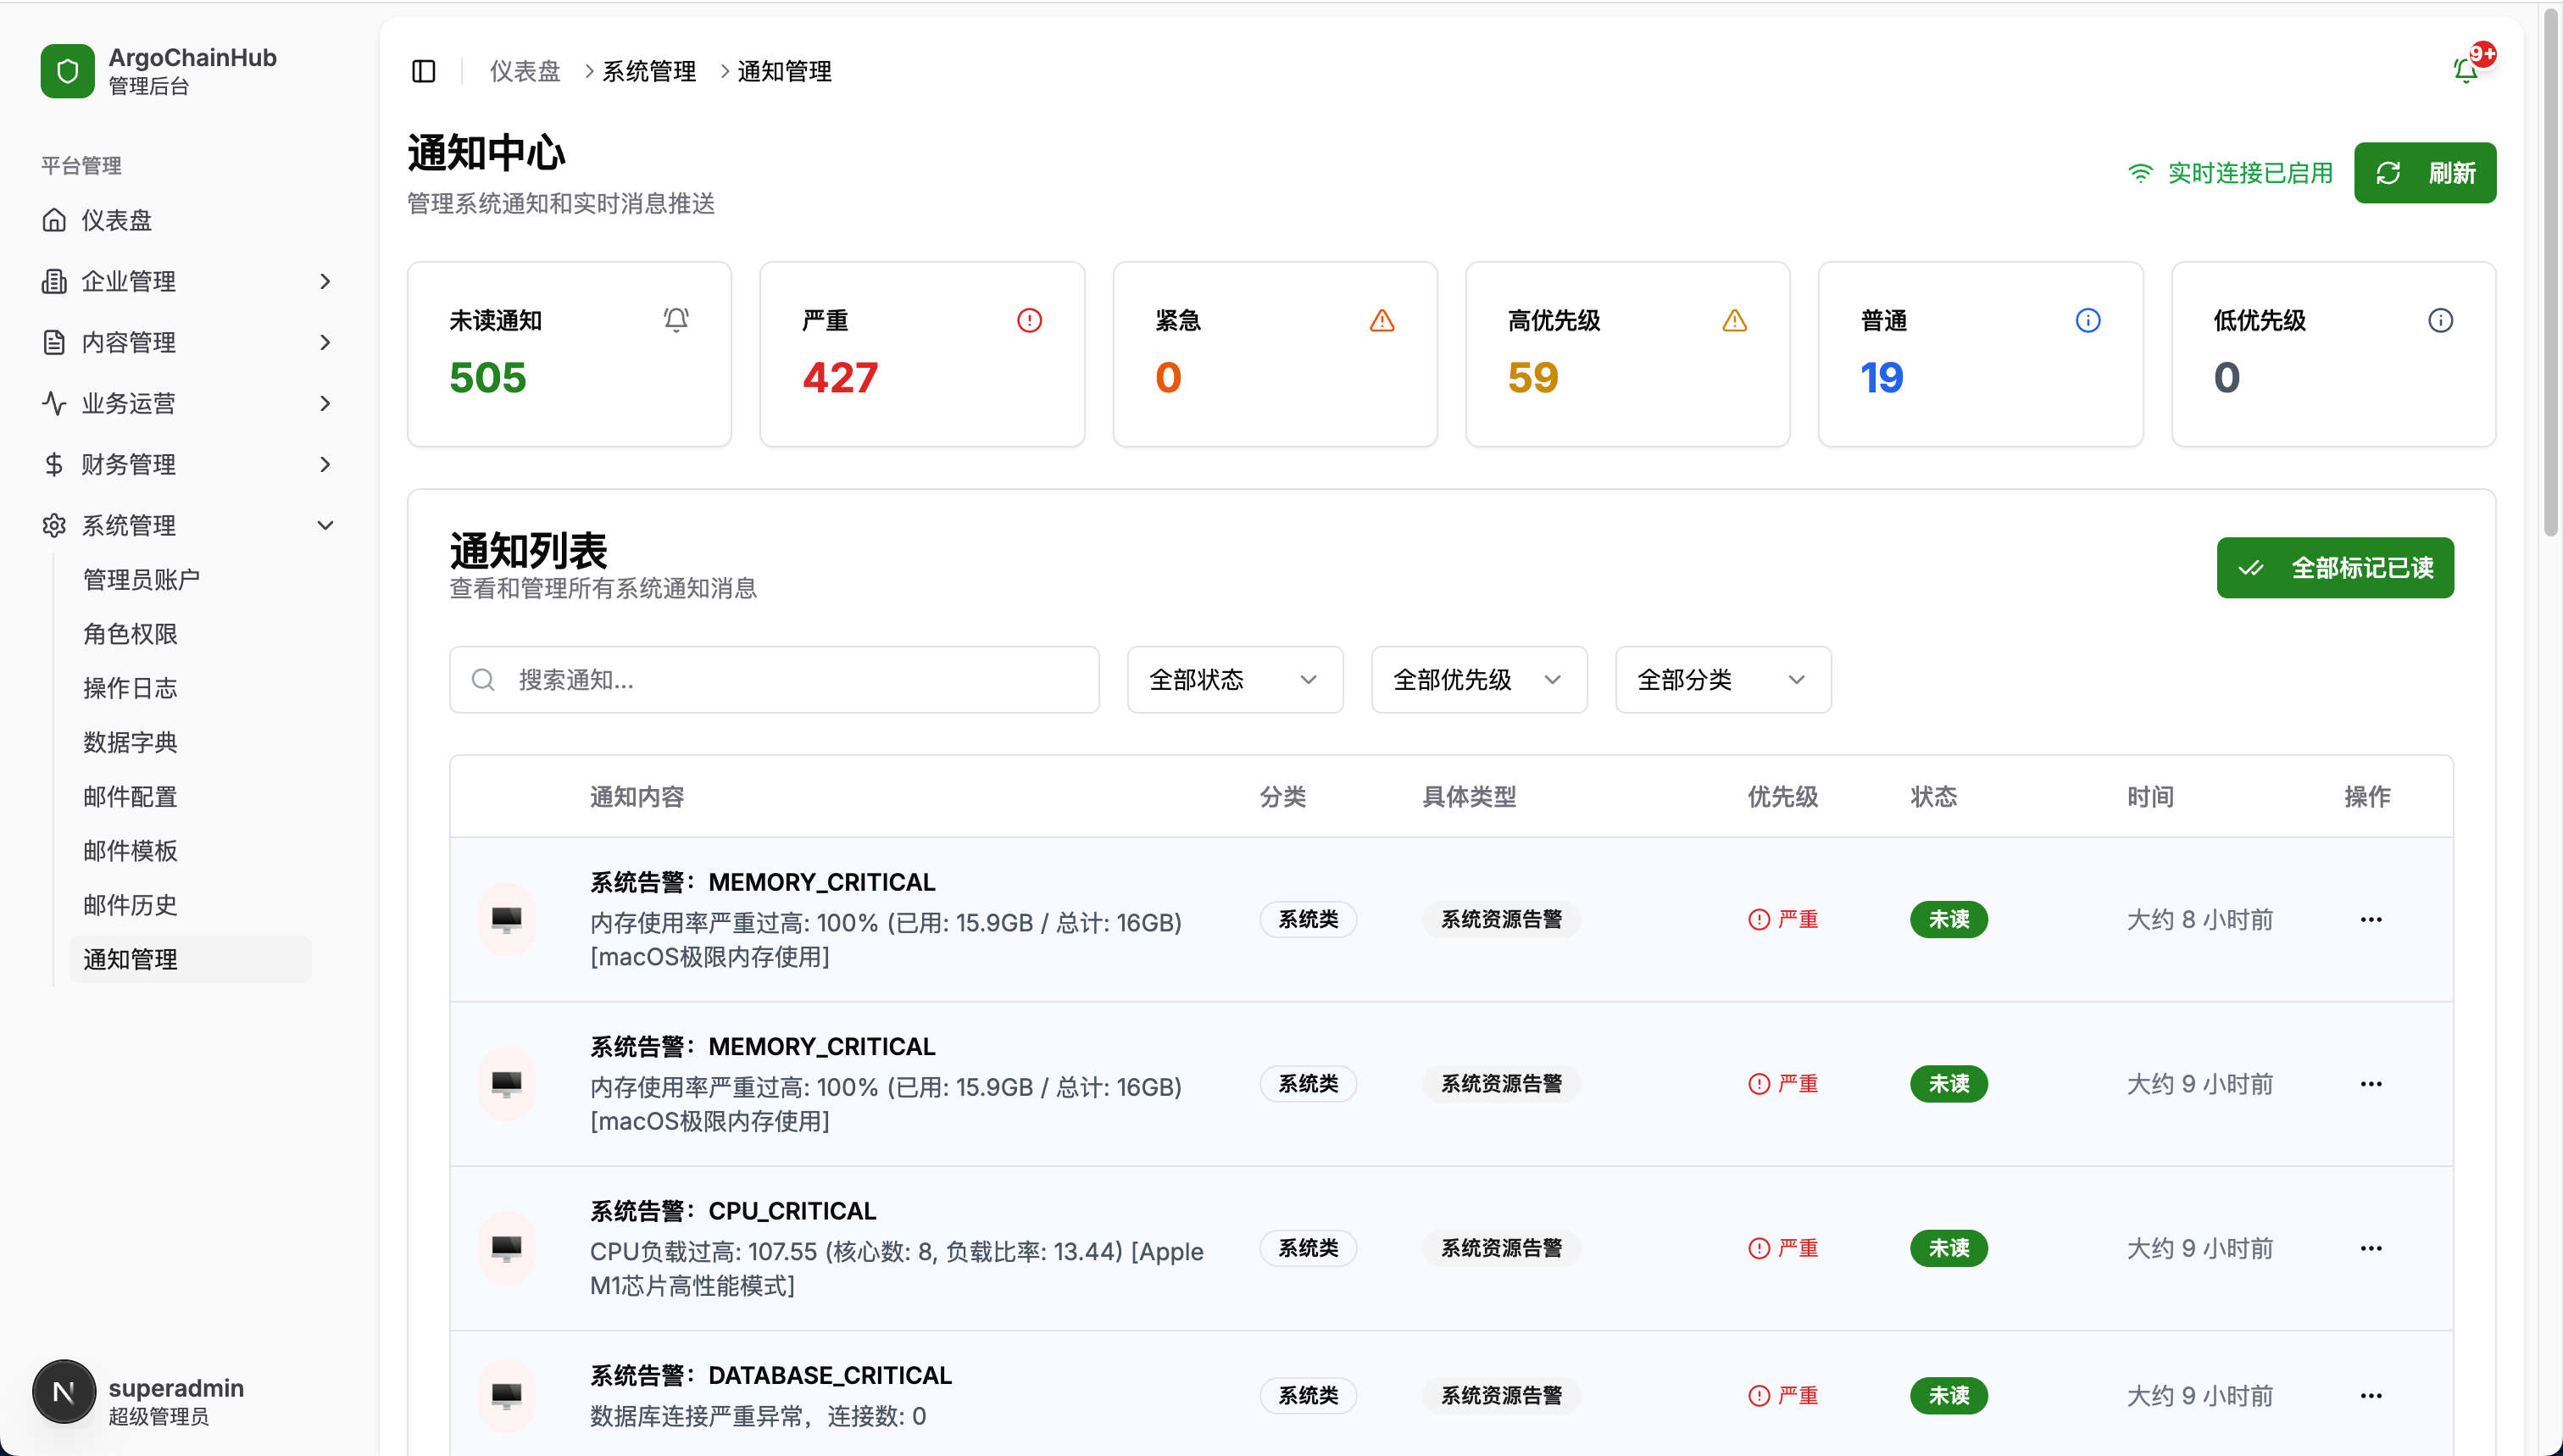 ArgoChainHub
管理后台
平台管理
仪表盘
企业管理
内容管理
业务运营
财务管理
系统管理
管理员账户
角色权限
操作日志
数据字典
邮件配置
邮件模板
邮件历史
通知管理
N
superadmin
超级管理员
仪表盘 系统管理 通知管理
9+
通知中心
管理系统通知和实时消息推送
实时连接已启用
刷新
未读通知
505
严重
427
紧急
0
高优先级
59
普通
19
低优先级
0
通知列表
查看和管理所有系统通知消息
全部标记已读
搜索通知...
全部状态
全部优先级
全部分类
通知内容 分类 具体类型 优先级 状态 时间 操作
系统告警：MEMORY_CRITICAL
内存使用率严重过高: 100% (已用: 15.9GB / 总计: 16GB)
[macOS极限内存使用]
系统类 系统资源告警 严重 未读 大约 8 小时前
系统告警：MEMORY_CRITICAL
内存使用率严重过高: 100% (已用: 15.9GB / 总计: 16GB)
[macOS极限内存使用]
系统类 系统资源告警 严重 未读 大约 9 小时前
系统告警：CPU_CRITICAL
CPU负载过高: 107.55 (核心数: 8, 负载比率: 13.44) [Apple
M1芯片高性能模式]
系统类 系统资源告警 严重 未读 大约 9 小时前
系统告警：DATABASE_CRITICAL
数据库连接严重异常，连接数: 0
系统类 系统资源告警 严重 未读 大约 9 小时前